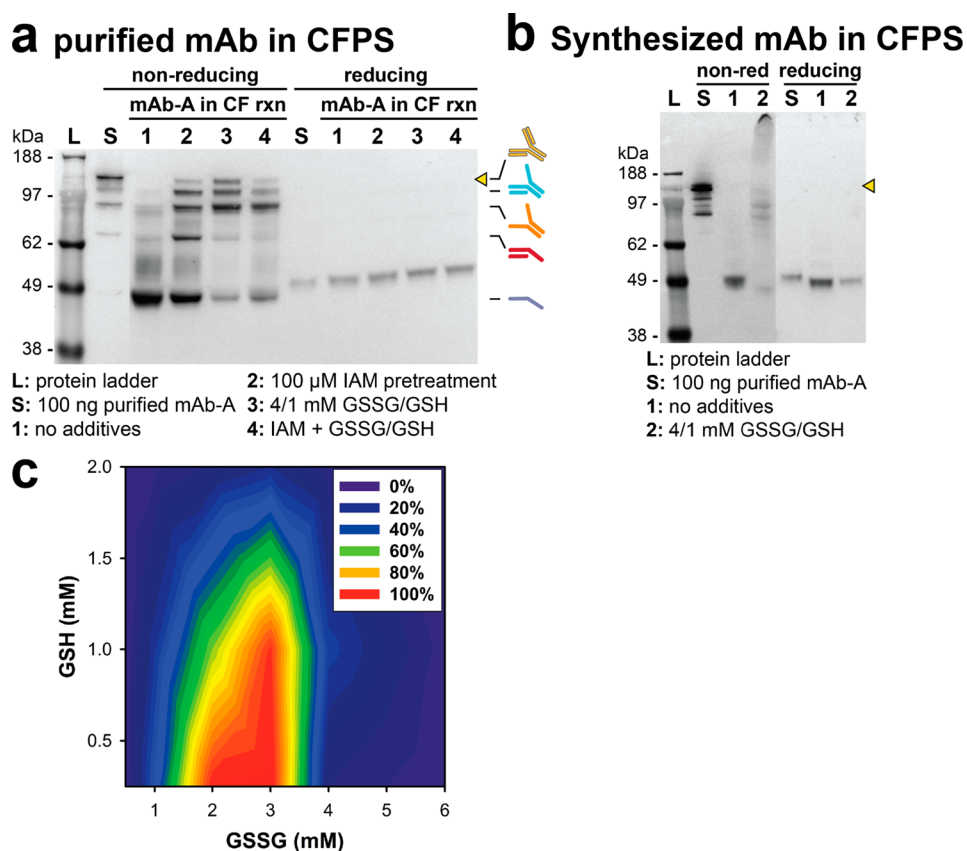 a purified mAb in CFPS
non-reducing reducing
mAb-A in CF rxn mAb-A in CF rxn
kDa L S 1 2 3 4 S 1 2 3 4
188 -
97 -
62 -
49 -
38 -
L: protein ladder
S: 100 ng purified mAb-A
1: no additives
2: 100 µM IAM pretreatment
3: 4/1 mM GSSG/GSH
4: IAM + GSSG/GSH
b Synthesized mAb in CFPS
non-red reducing
L S 1 2 S 1 2
kDa
188 -
97 -
62 -
49 -
38 -
L: protein ladder
S: 100 ng purified mAb-A
1: no additives
2: 4/1 mM GSSG/GSH
c
2.0
1.5
1.0
0.5
GSH (mM)
0%
20%
40%
60%
80%
100%
1 2 3 4 5 6
GSSG (mM)